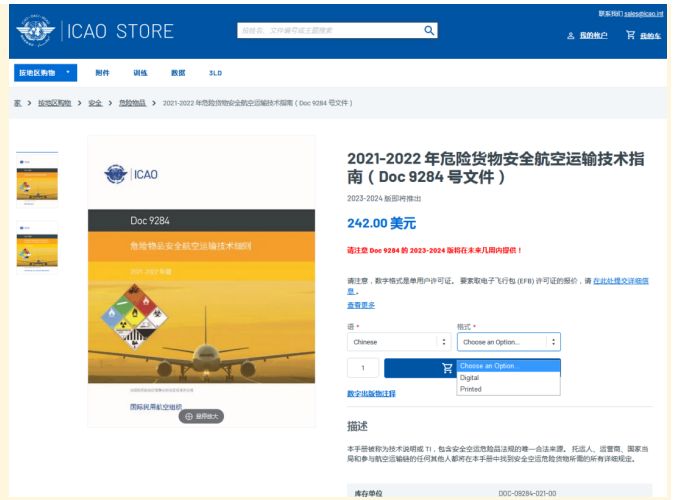 联系我们 sales@icao.int
ICAO STORE
按姓名、文件编号或主题搜索
我的帐户
我的车
按地区购物
附件
训练
数据
3LD
家 > 按地区购物 > 安全 > 危险物品 > 2021-2022 年危险货物安全航空运输技术指南 ( Doc 9284 号文件 )
ICAO
Doc 9284
危险物品安全航空运输技术细则
2021-2022 年版
国际民用航空组织
悬停放大
2021-2022 年危险货物安全航空运输技术指
南 ( Doc 9284 号文件 )
2023-2024 版即将推出
242.00 美元
请注意 Doc 9284 的 2023-2024 版将在未来几周内提供！
请注意，数字格式是单用户许可证。 要索取电子飞行包 (EFB) 许可证的报价，请 在此处提交详细信
息 。
查看更多
语 *
格式 *
Chinese
Choose an Option...
1
Choose an Option...
Digital
Printed
数字出版物注释
描述
本手册被称为技术说明或 TI，包含安全空运危险品法规的唯一合法来源。 托运人、运营商、国家当
局和参与航空运输链的任何其他人都将在本手册中找到安全空运危险货物所需的所有详细规定。
库存单位
DOC-09284-021-00